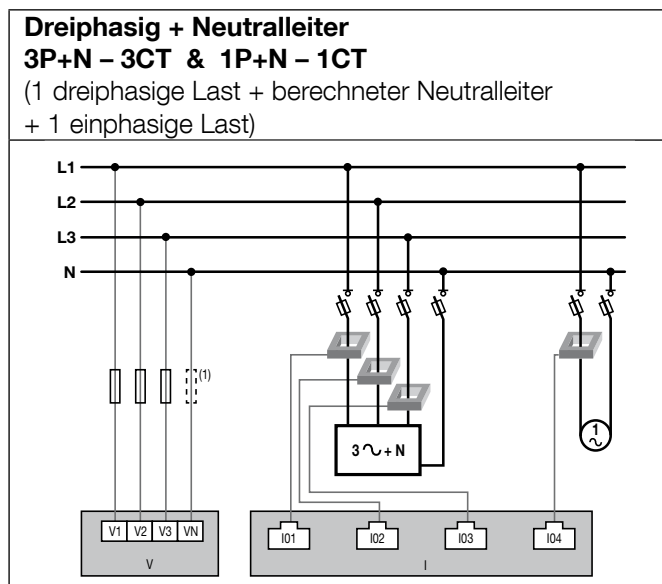 Dreiphasig + Neutralleiter
3P+N – 3CT & 1P+N – 1CT
(1 dreiphasige Last + berechneter Neutralleiter
+ 1 einphasige Last)
L1
L2
L3
N
(1)
3 + N
1
V1 V2 V3 VN
V
I01 I02 I03 I04
I